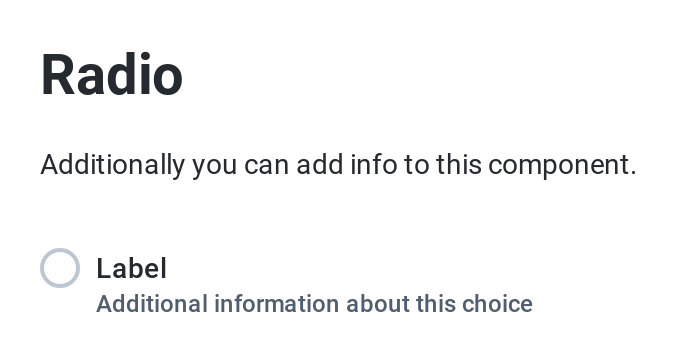 Radio
Additionally you can add info to this component.
Label
Additional information about this choice